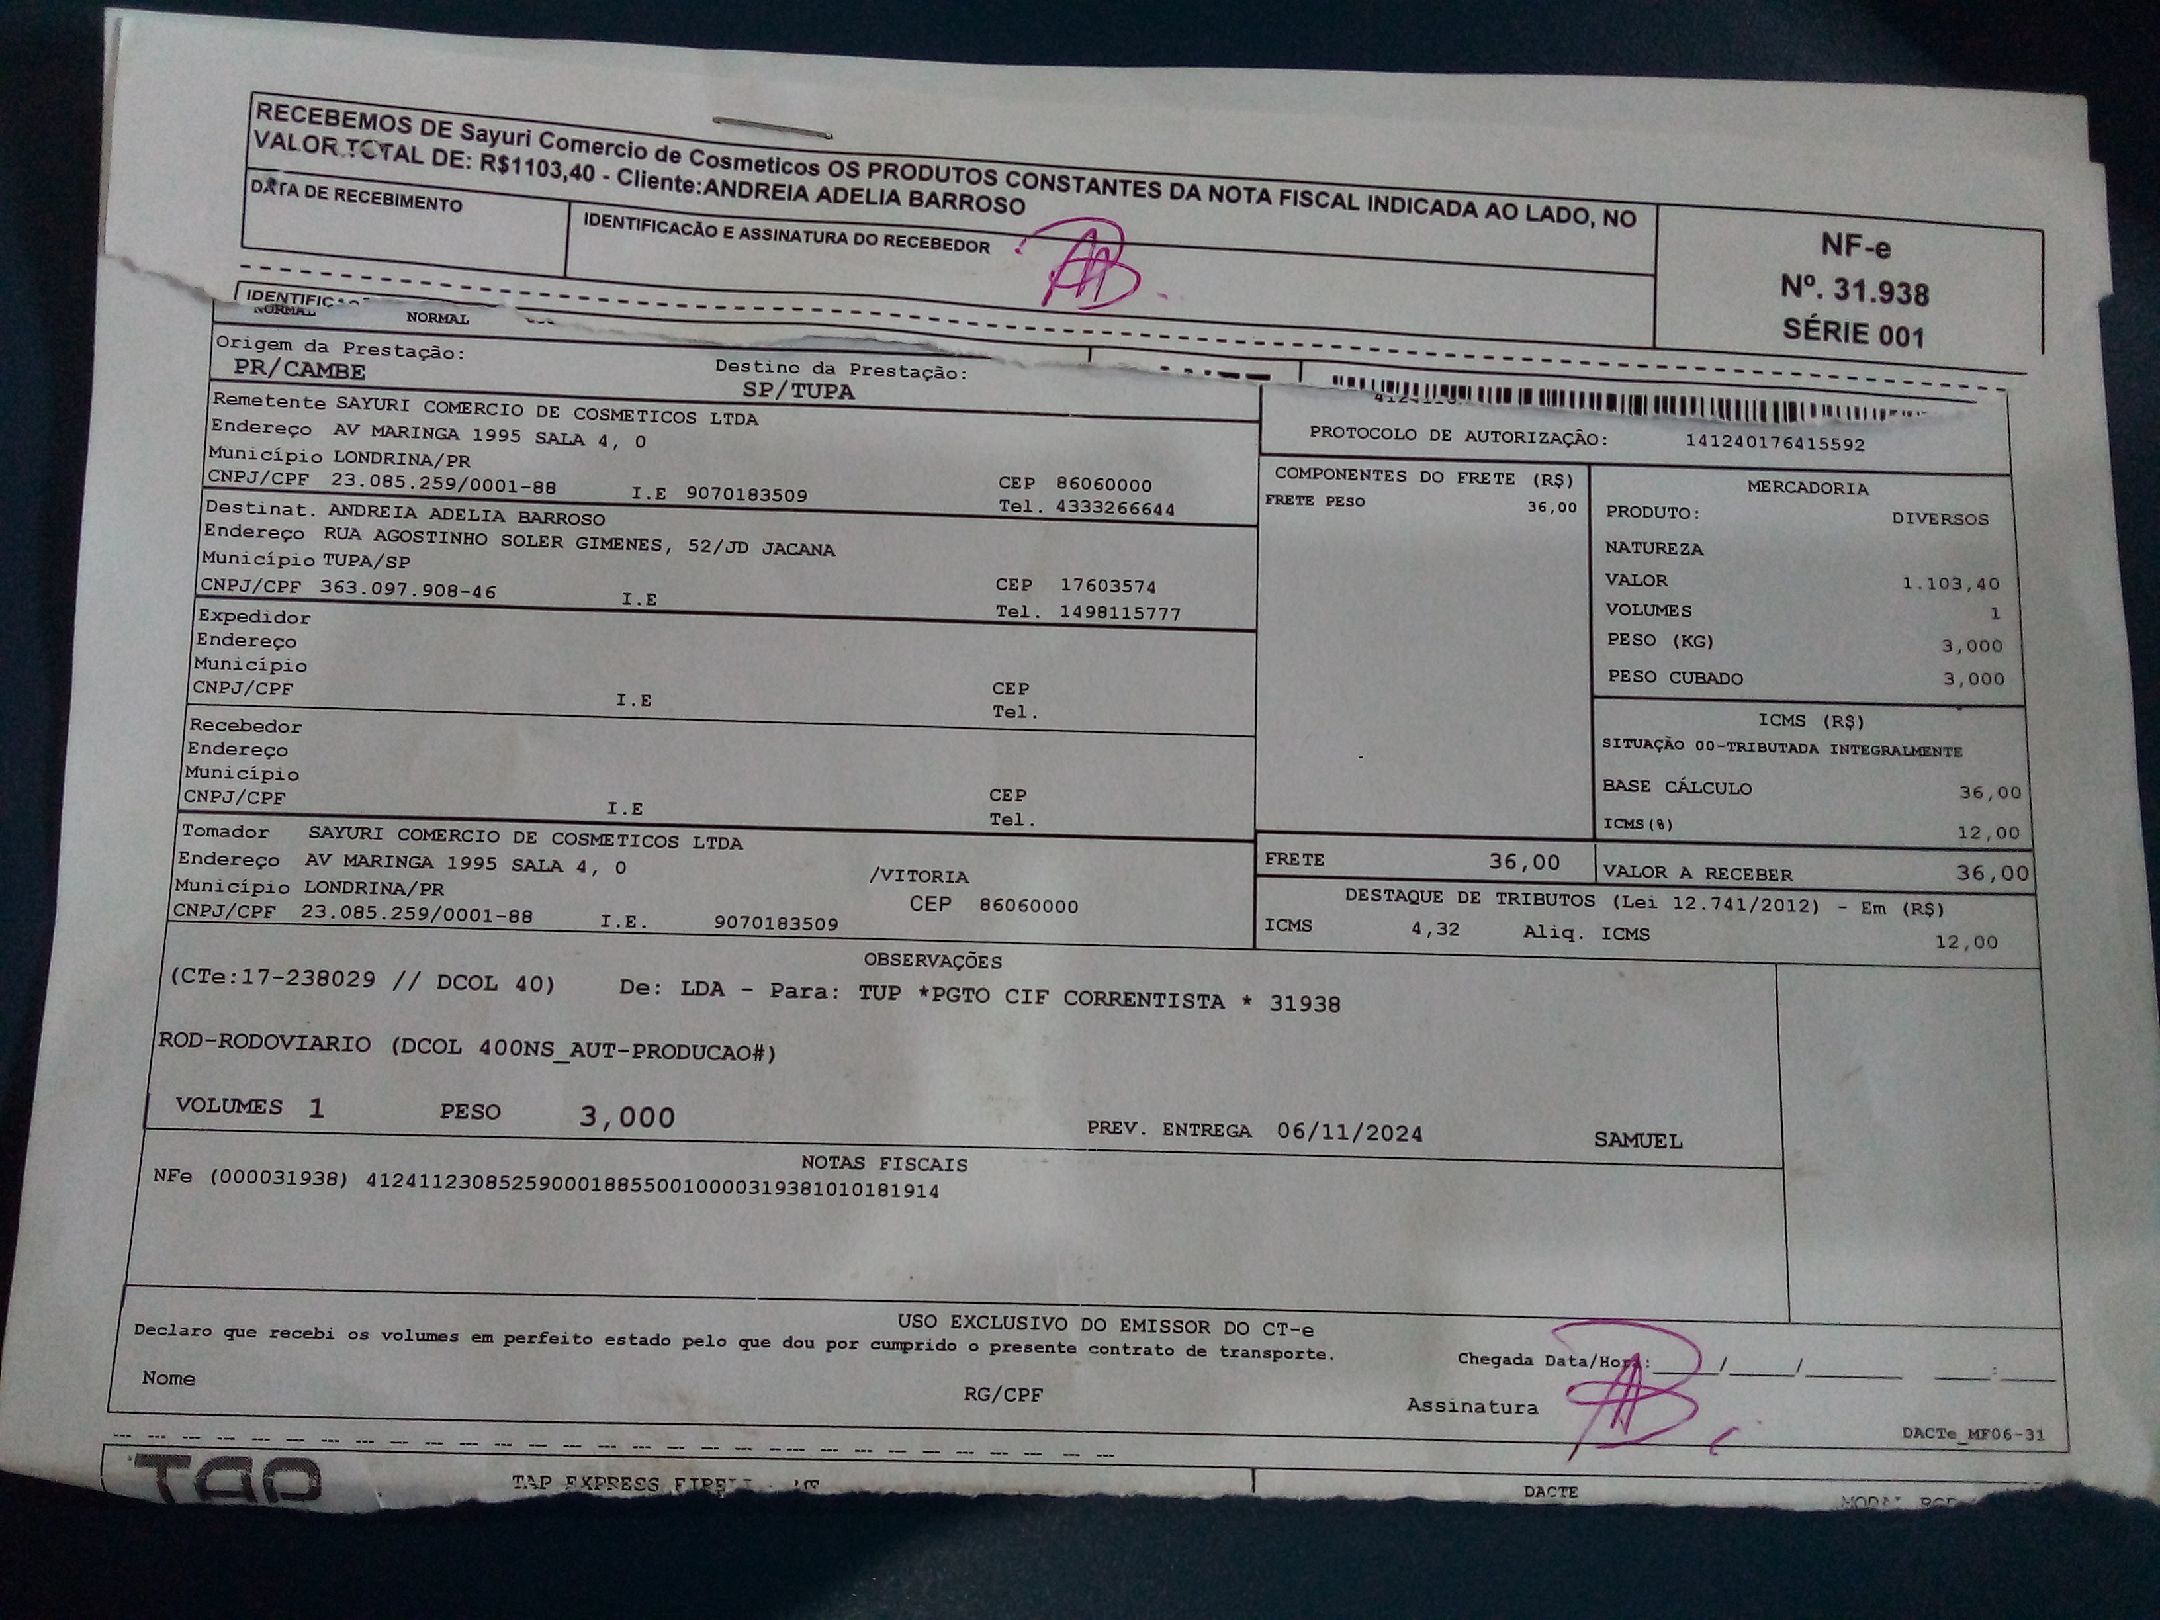 RECEBEMOS DE Sayuri Comercio de Cosmeticos OS PRODUTOS CONSTANTES DA NOTA FISCAL INDICADA AO LADO, NO
VALOR TOTAL DE: R$1103,40 - Cliente:ANDREIA ADELIA BARROSO
DATA DE RECEBIMENTO
IDENTIFICACÃO E ASSINATURA DO RECEBEDOR
NF-e
Nº. 31.938
SÉRIE 001
NORMAL NORMAL
Origem da Prestação: Destino da Prestação:
PR/CAMBE SP/TUPA
Remetente SAYURI COMERCIO DE COSMETICOS LTDA
Endereço AV MARINGA 1995 SALA 4, 0
Município LONDRINA/PR CEP 86060000
CNPJ/CPF 23.085.259/0001-88 I.E 9070183509 Tel. 4333266644
Destinat. ANDREIA ADELIA BARROSO
Endereço RUA AGOSTINHO SOLER GIMENES, 52/JD JACANA
Município TUPA/SP CEP 17603574
CNPJ/CPF 363.097.908-46 I.E Tel. 1498115777
Expedidor
Endereço
Município CEP
CNPJ/CPF I.E Tel.
Recebedor
Endereço
Município CEP
CNPJ/CPF I.E Tel.
Tomador SAYURI COMERCIO DE COSMETICOS LTDA
Endereço AV MARINGA 1995 SALA 4, 0 /VITORIA
Município LONDRINA/PR CEP 86060000
CNPJ/CPF 23.085.259/0001-88 I.E. 9070183509
PROTOCOLO DE AUTORIZAÇÃO: 141240176415592
COMPONENTES DO FRETE (R$)
FRETE PESO 36,00
MERCADORIA
PRODUTO: DIVERSOS
NATUREZA
VALOR 1.103,40
VOLUMES 1
PESO (KG) 3,000
PESO CUBADO 3,000
ICMS (R$)
SITUAÇÃO 00-TRIBUTADA INTEGRALMENTE
BASE CÁLCULO 36,00
ICMS(%) 12,00
FRETE 36,00 VALOR A RECEBER 36,00
DESTAQUE DE TRIBUTOS (Lei 12.741/2012) - Em (R$)
ICMS 4,32 Aliq. ICMS 12,00
OBSERVAÇÕES
(CTe:17-238029 // DCOL 40) De: LDA - Para: TUP *PGTO CIF CORRENTISTA * 31938
ROD-RODOVIARIO (DCOL 400NS_AUT-PRODUCAO#)
VOLUMES 1 PESO 3,000 PREV. ENTREGA 06/11/2024 SAMUEL
NOTAS FISCAIS
NFe (000031938) 41241123085259000188550010000319381010181914
USO EXCLUSIVO DO EMISSOR DO CT-e
Declaro que recebi os volumes em perfeito estado pelo que dou por cumprido o presente contrato de transporte.
Chegada Data/Hora: ____/____/______ ____:____
Nome RG/CPF Assinatura
DACTe_MF06-31
TAP TAP EXPRESS DACTE